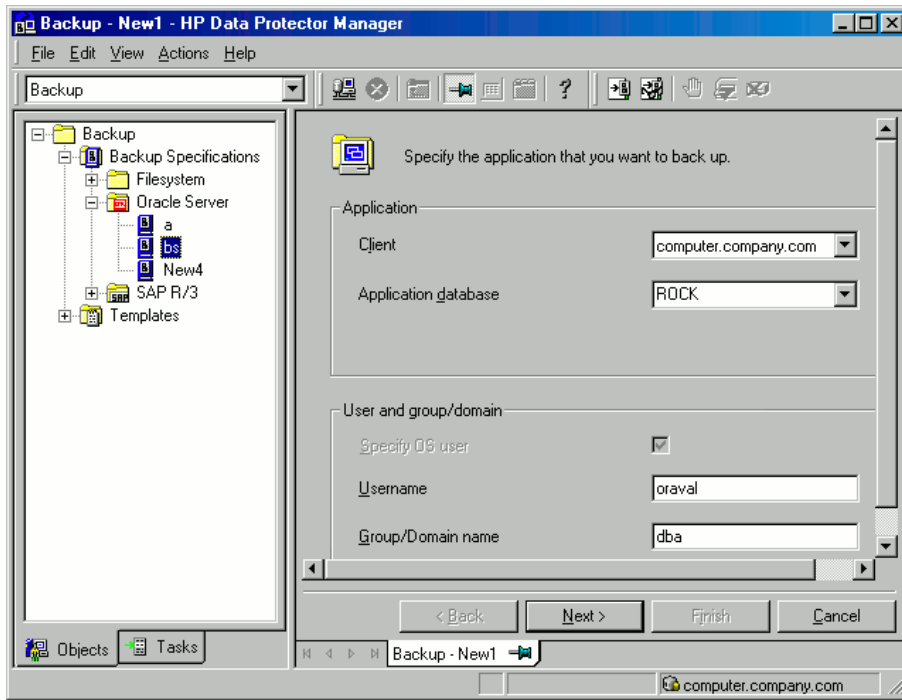 Backup - New1 - HP Data Protector Manager
File Edit View Actions Help
Backup
Backup
Backup Specifications
Filesystem
Oracle Server
a
bs
New4
SAP R/3
Templates
Objects
Tasks
Specify the application that you want to back up.
Application
Client
computer.company.com
Application database
ROCK
User and group/domain
Specify OS user
Username
oraval
Group/Domain name
dba
< Back
Next >
Finish
Cancel
Backup - New1
computer.company.com